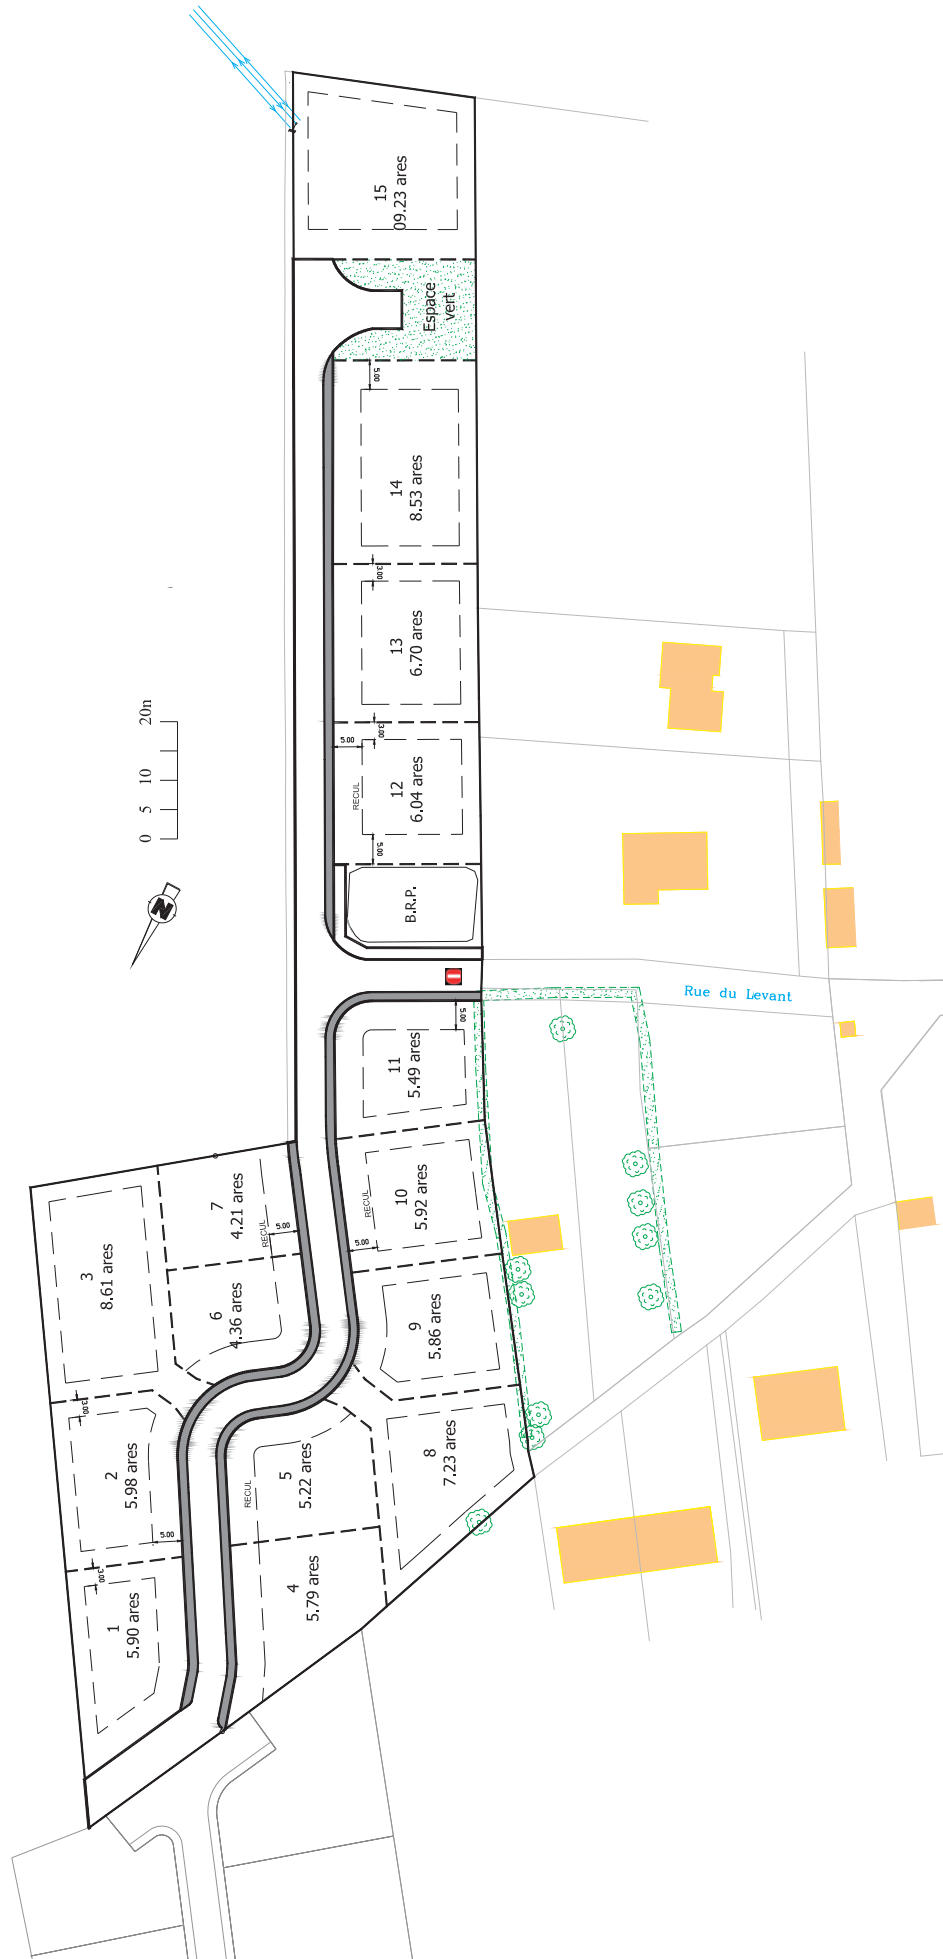 15
09.23 ares
Espace
vert
5.00
14
8.53 ares
3.00
13
6.70 ares
3.00
5.00
RECUL
12
6.04 ares
5.00
B.R.P.
0 5 10 20n
N
Rue du Levant
5.00
11
5.49 ares
10
5.92 ares
RECUL
5.00
7
4.21 ares
RECUL
5.00
3
8.61 ares
6
4.36 ares
9
5.86 ares
3.00
2
5.98 ares
5.00
5
5.22 ares
RECUL
8
7.23 ares
3.00
1
5.90 ares
4
5.79 ares